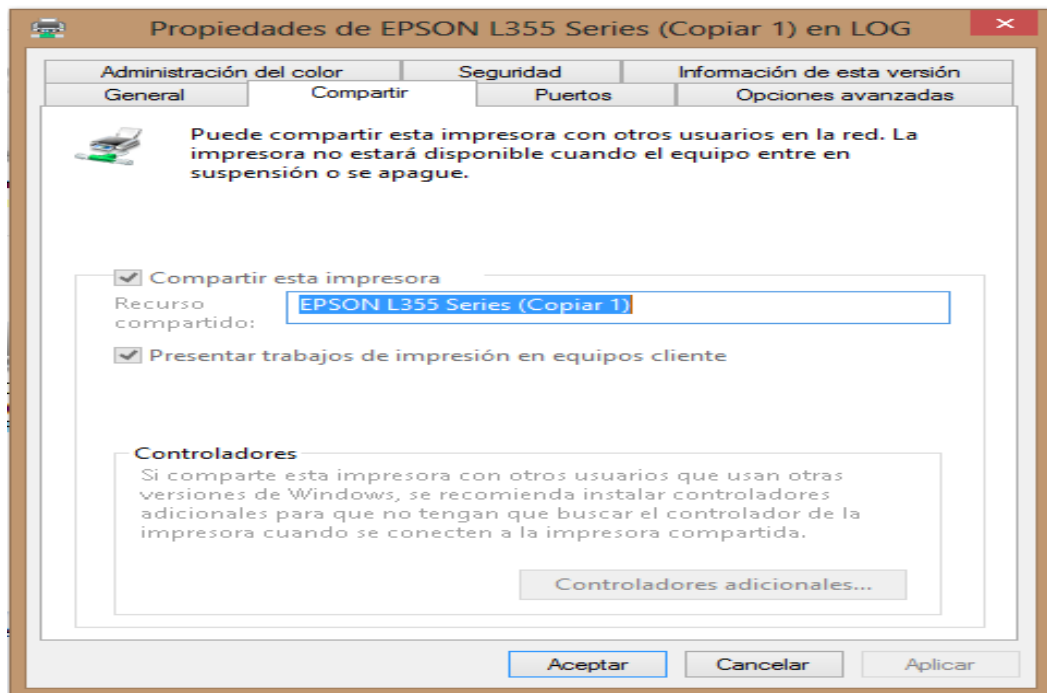 Propiedades de EPSON L355 Series (Copiar 1) en LOG
Administración del color
Seguridad
Información de esta versión
General
Compartir
Puertos
Opciones avanzadas
Puede compartir esta impresora con otros usuarios en la red. La
impresora no estará disponible cuando el equipo entre en
suspensión o se apague.
Compartir esta impresora
Recurso
compartido:
EPSON L355 Series (Copiar 1)
Presentar trabajos de impresión en equipos cliente
Controladores
Si comparte esta impresora con otros usuarios que usan otras
versiones de Windows, se recomienda instalar controladores
adicionales para que no tengan que buscar el controlador de la
impresora cuando se conecten a la impresora compartida.
Controladores adicionales...
Aceptar
Cancelar
Aplicar